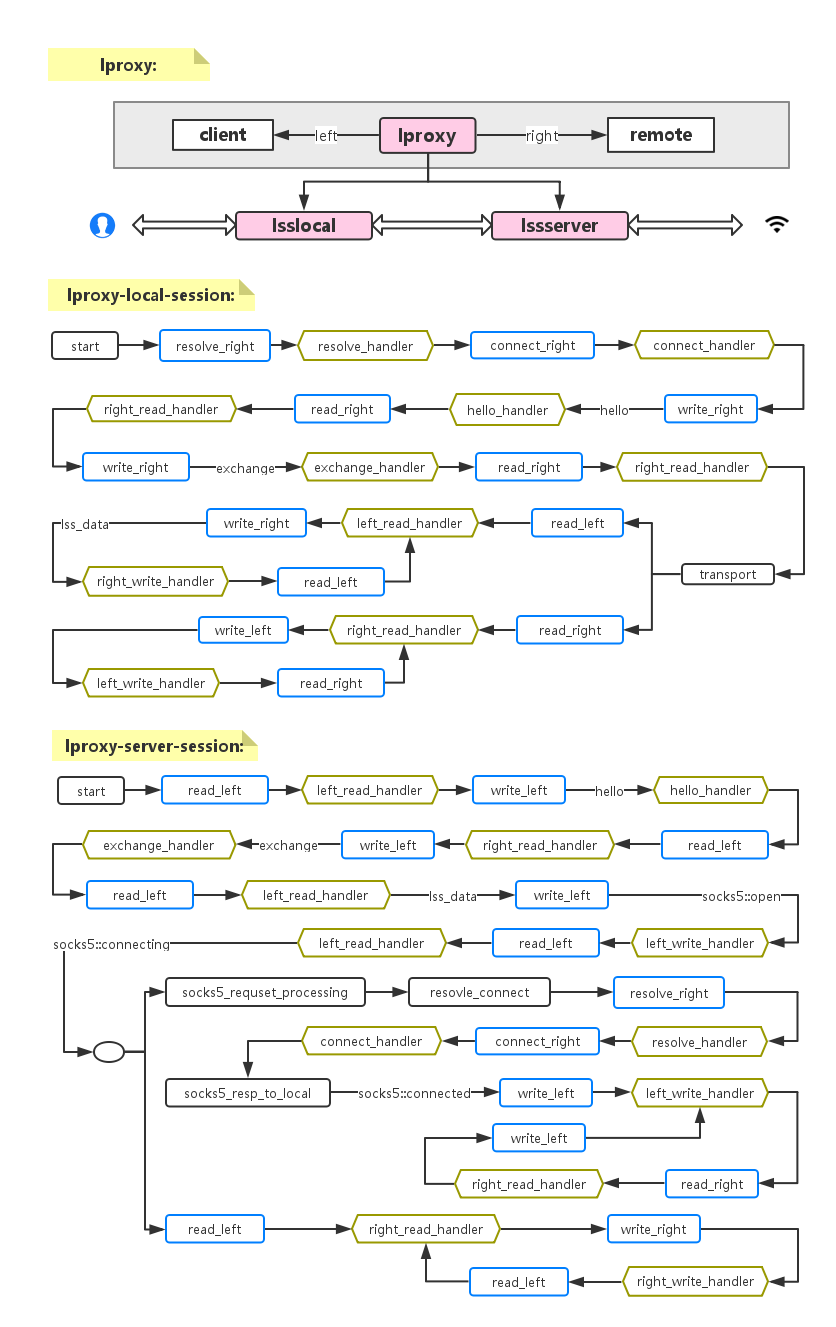 lproxy:
client
left
lproxy
right
remote
lsslocal
lssserver
lproxy-local-session:
start
resolve_right
resolve_handler
connect_right
connect_handler
right_read_handler
read_right
hello_handler
hello
write_right
write_right
exchange
exchange_handler
read_right
right_read_handler
lss_data
write_right
left_read_handler
read_left
right_write_handler
read_left
transport
write_left
right_read_handler
read_right
left_write_handler
read_right
lproxy-server-session:
start
read_left
left_read_handler
write_left
hello
hello_handler
exchange_handler
exchange
write_left
right_read_handler
read_left
read_left
left_read_handler
lss_data
write_left
socks5::open
socks5::connecting
left_read_handler
read_left
left_write_handler
socks5_requset_processing
resovle_connect
resolve_right
connect_handler
connect_right
resolve_handler
socks5_resp_to_local
socks5::connected
write_left
left_write_handler
write_left
right_read_handler
read_right
read_left
right_read_handler
write_right
read_left
right_write_handler